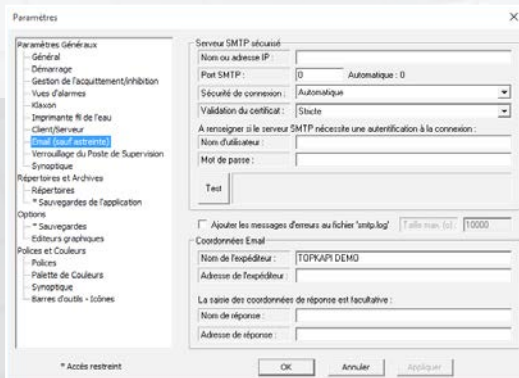 Paramètres
Paramètres Généraux
Général
Démarrage
Gestion de l'acquittement/inhibition
Vues d'alarmes
Klaxon
Imprimante fil de l'eau
Client/Serveur
Email (sauf astreinte)
Verrouillage du Poste de Supervision
Synoptique
Répertoires et Archives
Répertoires
* Sauvegardes de l'application
Options
* Sauvegardes
Editeurs graphiques
Polices et Couleurs
Polices
Palette de Couleurs
Synoptique
Barres d'outils - Icônes
* Accès restreint
Serveur SMTP sécurisé
Nom ou adresse IP :
Port SMTP : 0 Automatique : 0
Sécurité de connexion : Automatique
Validation du certificat : Stricte
A renseigner si le serveur SMTP nécessite une autentification à la connexion :
Nom d'utilisateur :
Mot de passe :
Test
Ajouter les messages d'erreurs au fichier 'smtp.log' Taille max. (o) : 10000
Coordonnées Email
Nom de l'expéditeur : TOPKAPI DEMO
Adresse de l'expéditeur :
La saisie des coordonnées de réponse est facultative :
Nom de réponse :
Adresse de réponse :
OK Annuler Appliquer